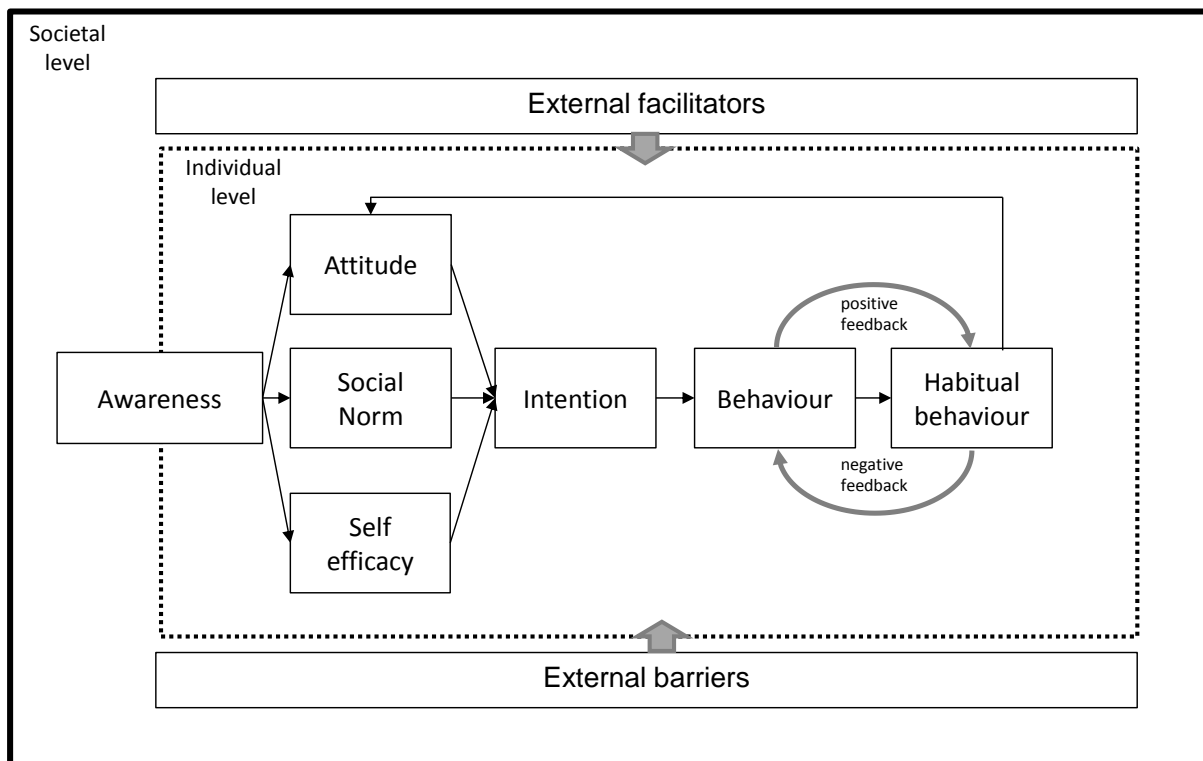 Societal
level
External facilitators
Individual
level
Attitude
positive
feedback
Awareness
Social
Norm
Intention
Behaviour
Habitual
behaviour
negative
feedback
Self
efficacy
External barriers